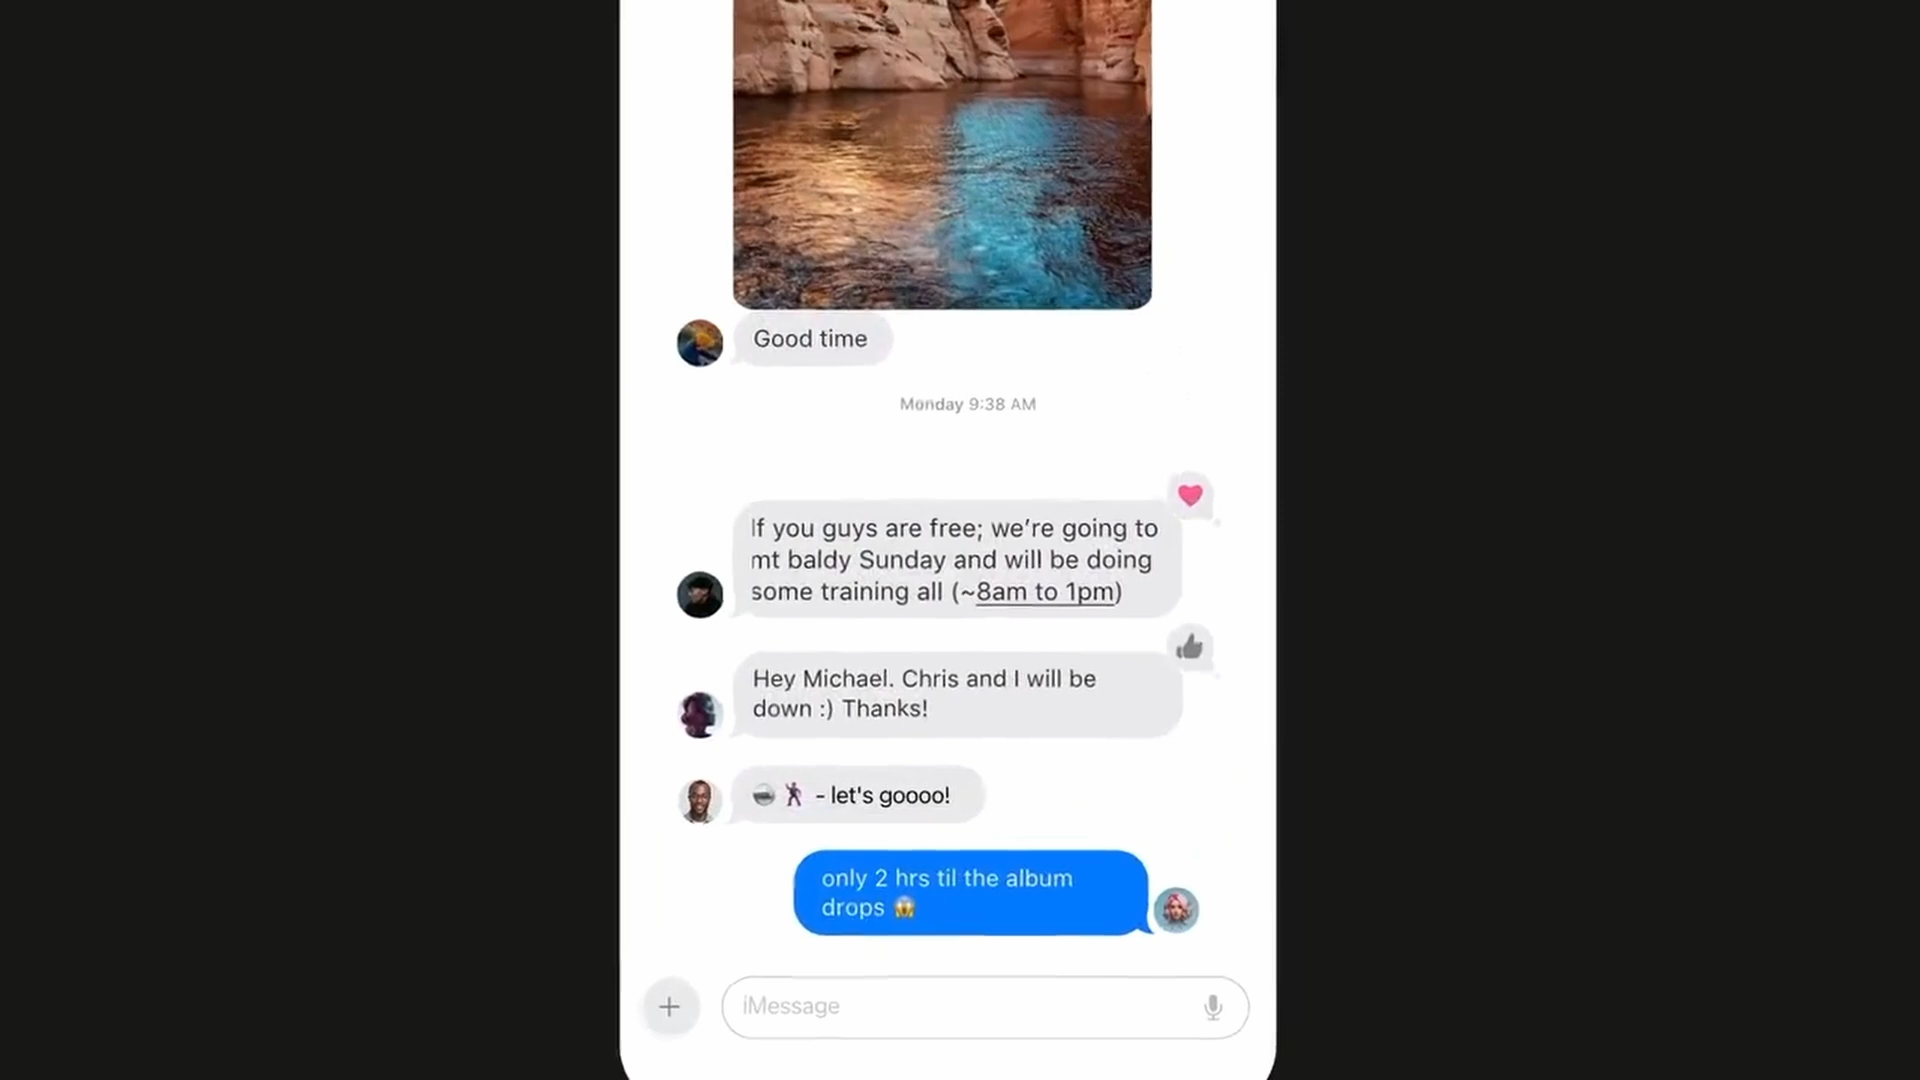 Good time
Monday 9:38 AM
If you guys are free; we’re going to
mt baldy Sunday and will be doing
some training all (~8am to 1pm)
Hey Michael. Chris and I will be
down :) Thanks!
- let's goooo!
only 2 hrs til the album
drops 😱
iMessage